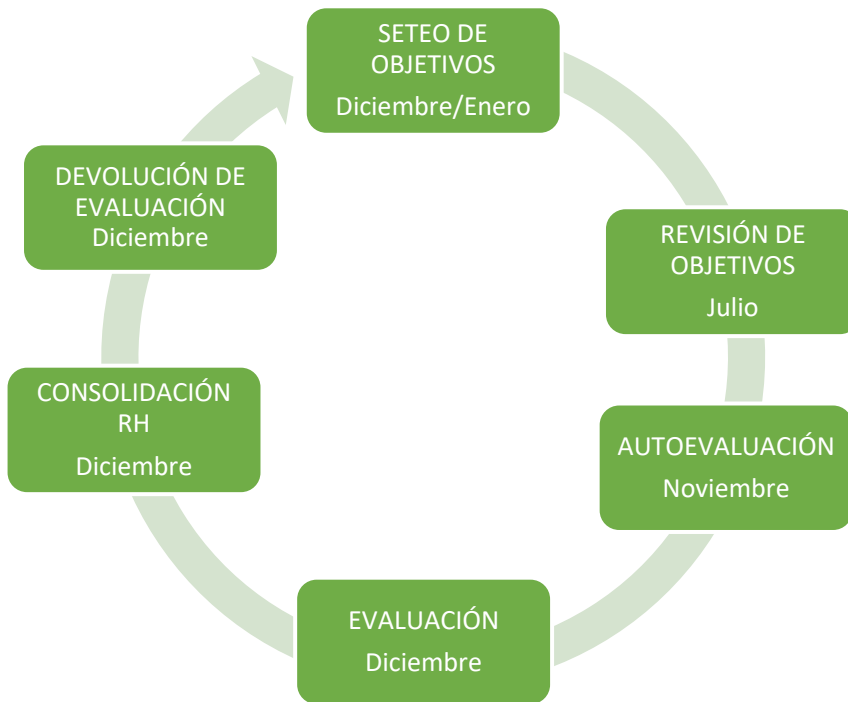 SETEO DE
OBJETIVOS
Diciembre/Enero
REVISIÓN DE
OBJETIVOS
Julio
AUTOEVALUACIÓN
Noviembre
EVALUACIÓN
Diciembre
CONSOLIDACIÓN
RH
Diciembre
DEVOLUCIÓN DE
EVALUACIÓN
Diciembre